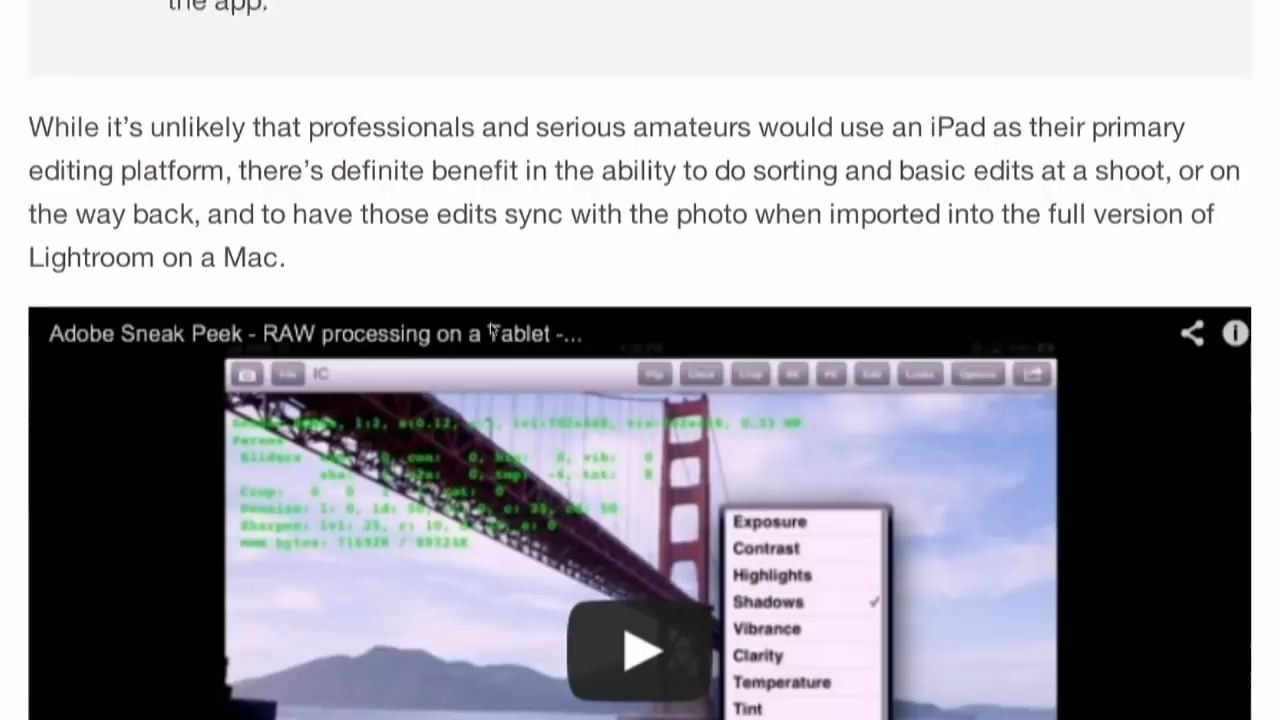 the app.
While it’s unlikely that professionals and serious amateurs would use an iPad as their primary
editing platform, there’s definite benefit in the ability to do sorting and basic edits at a shoot, or on
the way back, and to have those edits sync with the photo when imported into the full version of
Lightroom on a Mac.
Adobe Sneak Peek - RAW processing on a Tablet -...
IC
Exposure
Contrast
Highlights
Shadows
Vibrance
Clarity
Temperature
Tint